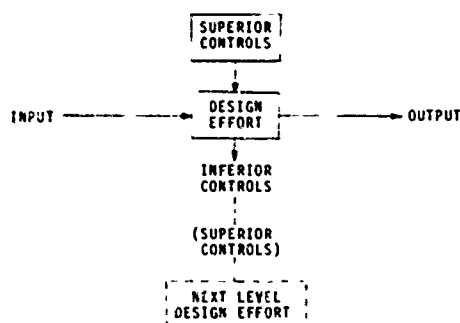 SUPERIOR
CONTROLS
INPUT
DESIGN
EFFORT
OUTPUT
INFERIOR
CONTROLS
(SUPERIOR
CONTROLS)
NEXT LEVEL
DESIGN EFFORT